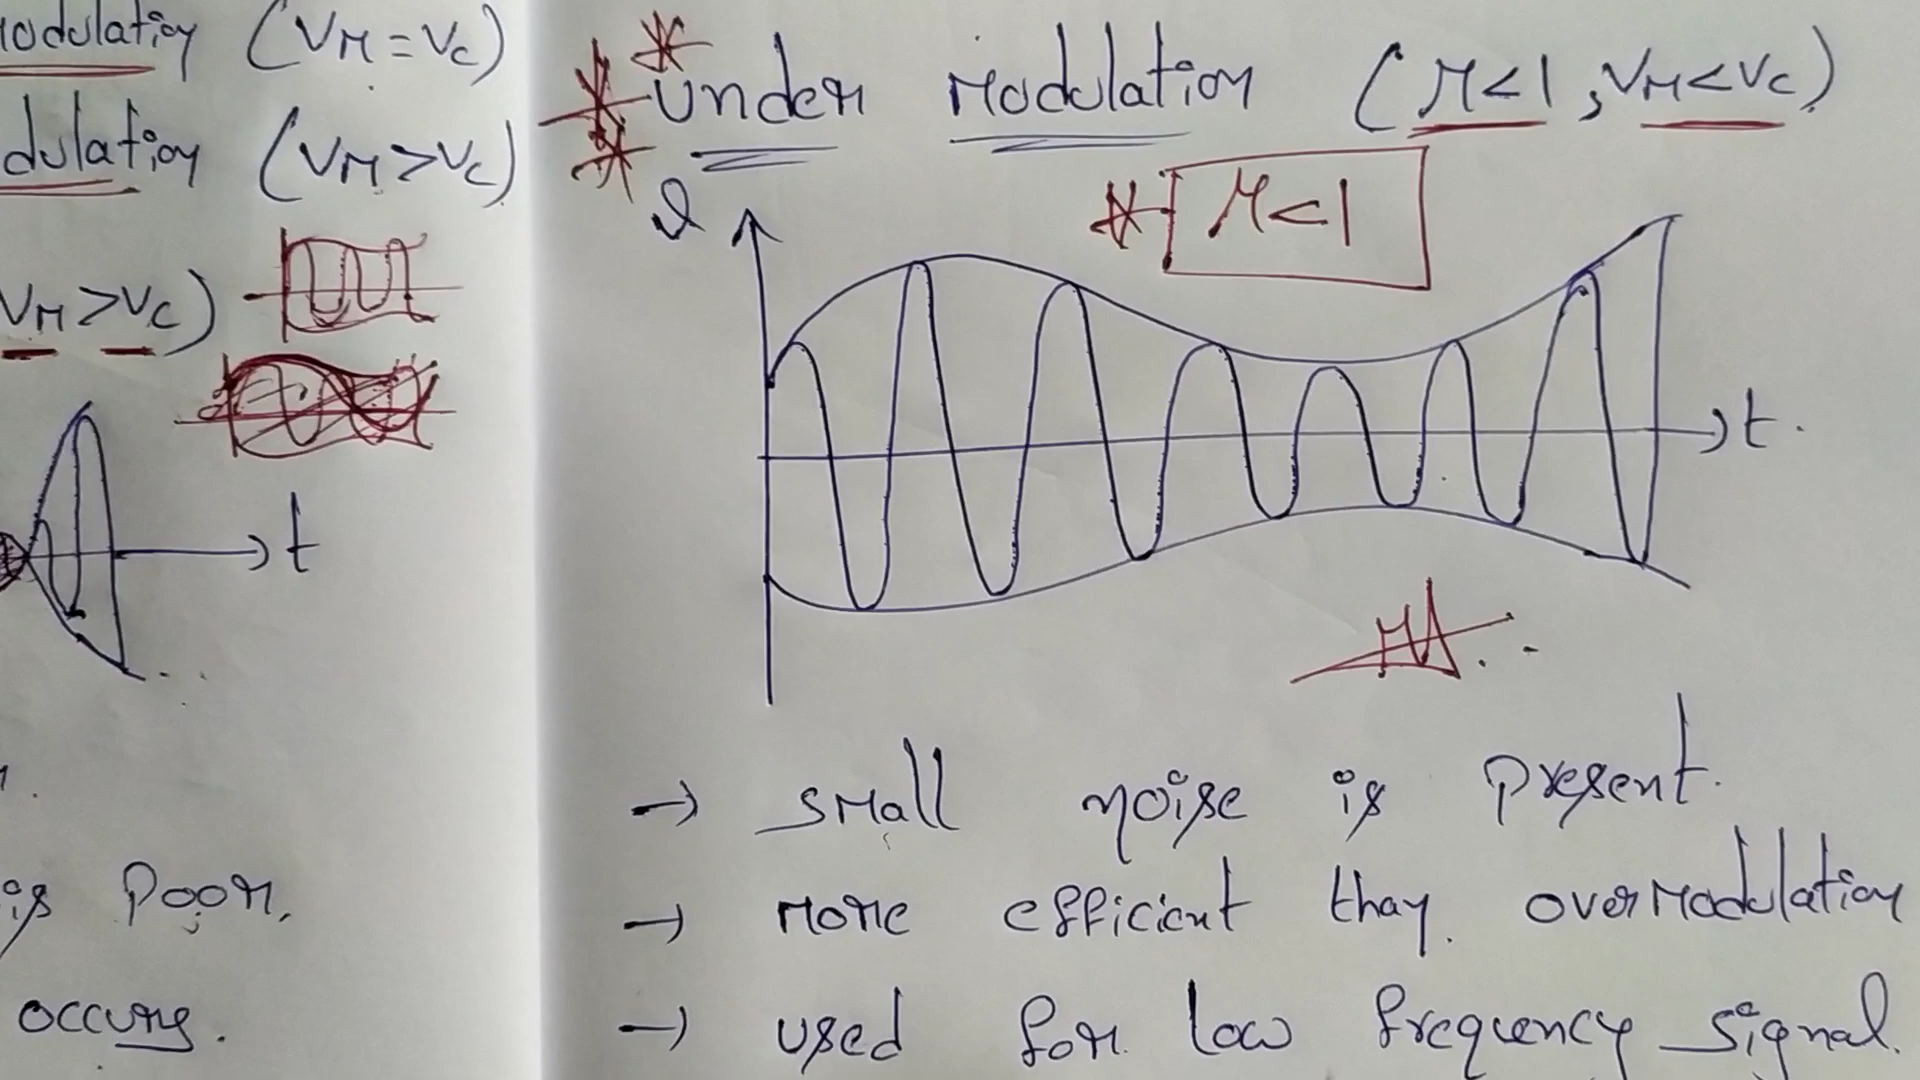 modulation (VM=VC)
dulation (VM>VC)
VM>VC)
t
is Poor.
occurs.
Under Modulation (M<1, VM<VC)
M<1
t.
→ small noise is present.
→ More efficient than overmodulation
→ used for low frequency signal.